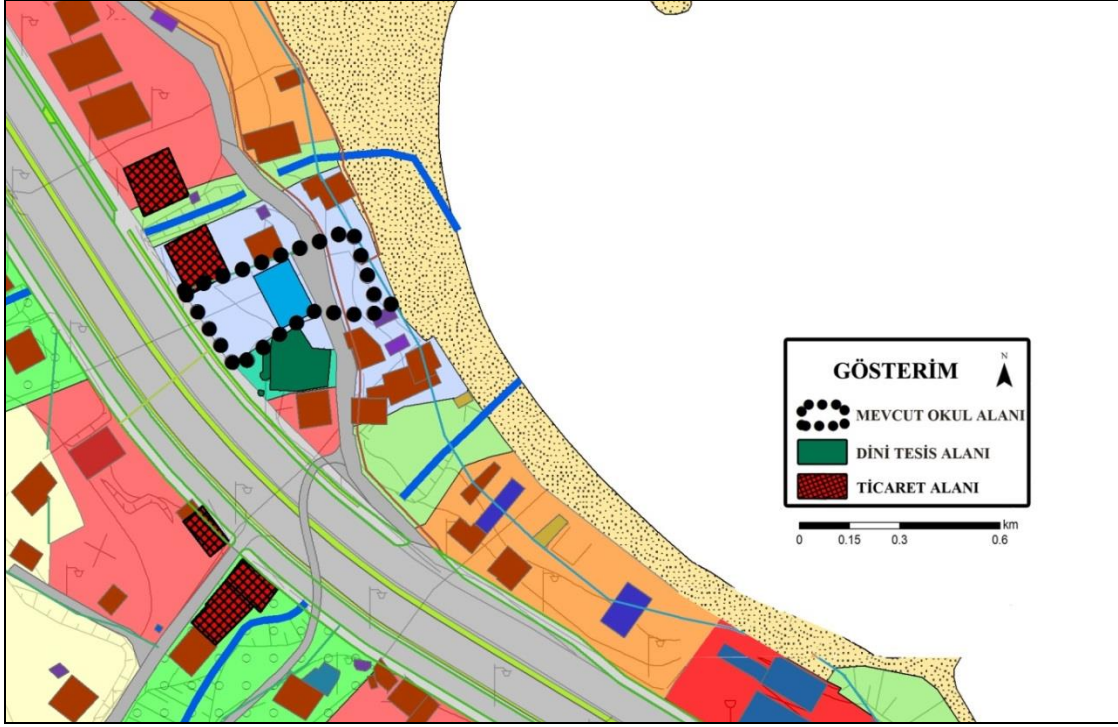 GÖSTERİM
N
MEVCUT OKUL ALANI
DİNİ TESİS ALANI
TİCARET ALANI
km
0 0.15 0.3 0.6